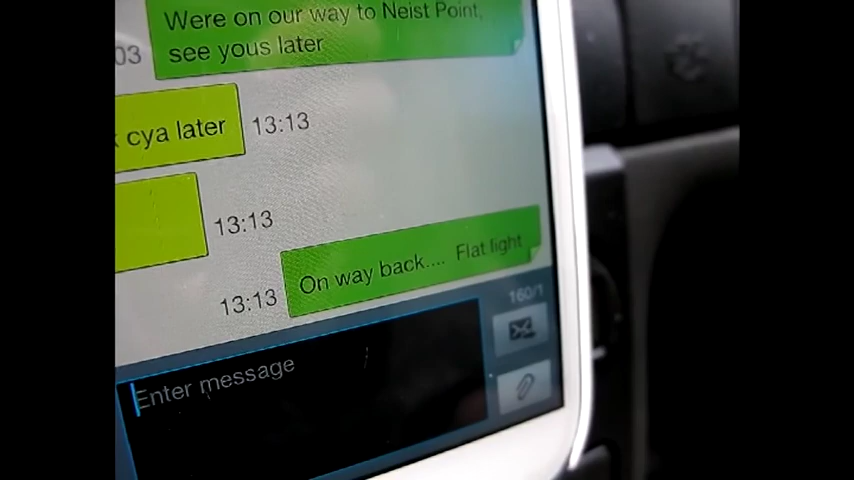 Were on our way to Neist Point,
see yous later
03
cya later
13:13
13:13
On way back.... Flat light
13:13
160/1
Enter message